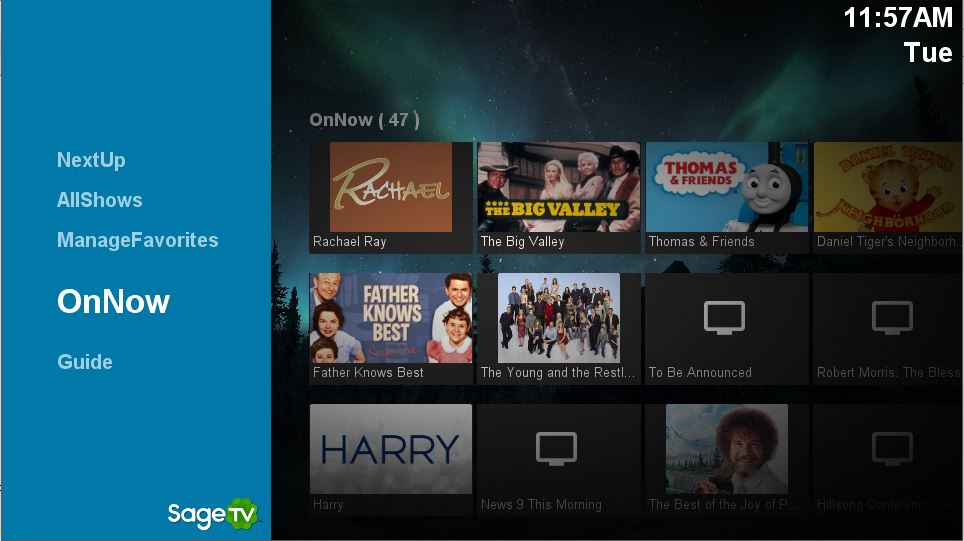 11:57AM
Tue
NextUp
AllShows
ManageFavorites
OnNow
Guide
SageTV
OnNow ( 47 )
RACHAEL
THE BIG VALLEY
THOMAS
& FRIENDS
DANIEL TIGER'S
NEIGHBORHOOD
Rachael Ray
The Big Valley
Thomas & Friends
Daniel Tiger's Neighborh...
FATHER
KNOWS
BEST
Season One
Father Knows Best
The Young and the Restl...
To Be Announced
Robert Morris: The Bless
HARRY
Harry
News 9 This Morning
The Best of the Joy of P...
Hillsong Conference Live